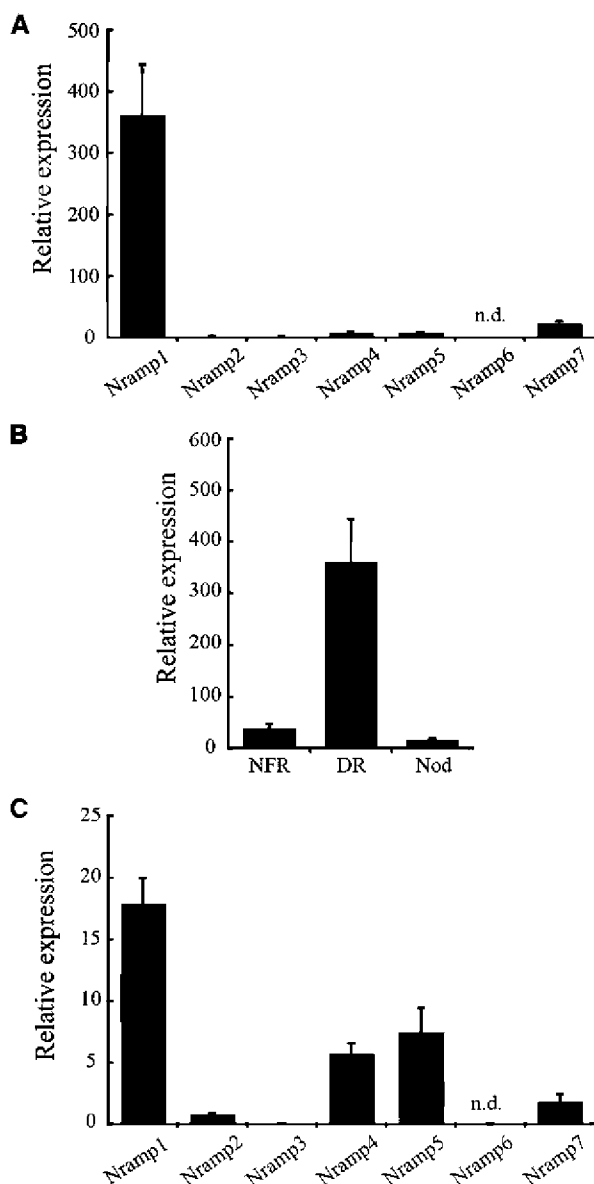 A
Relative expression
500
400
300
200
100
0
n.d.
Nramp1 Nramp2 Nramp3 Nramp4 Nramp5 Nramp6 Nramp7
B
Relative expression
600
500
400
300
200
100
0
NFR DR Nod
C
Relative expression
25
20
15
10
5
0
n.d.
Nramp1 Nramp2 Nramp3 Nramp4 Nramp5 Nramp6 Nramp7